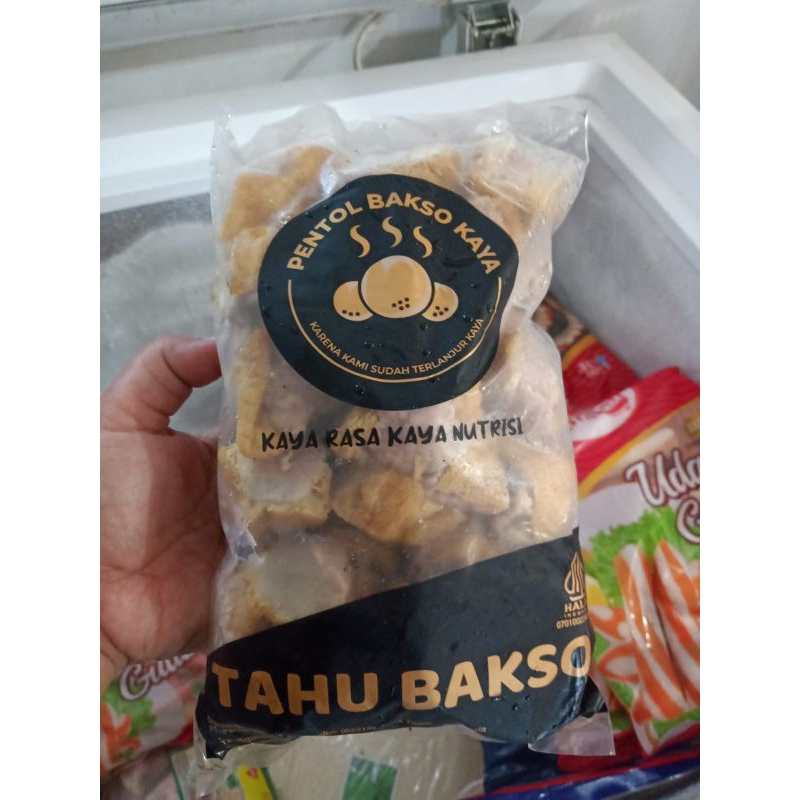 PENTOL BAKSO KAYA
KARENA KAMI SUDAH TERLANJUR KAYA
KAYA RASA KAYA NUTRISI
TAHU BAKSO